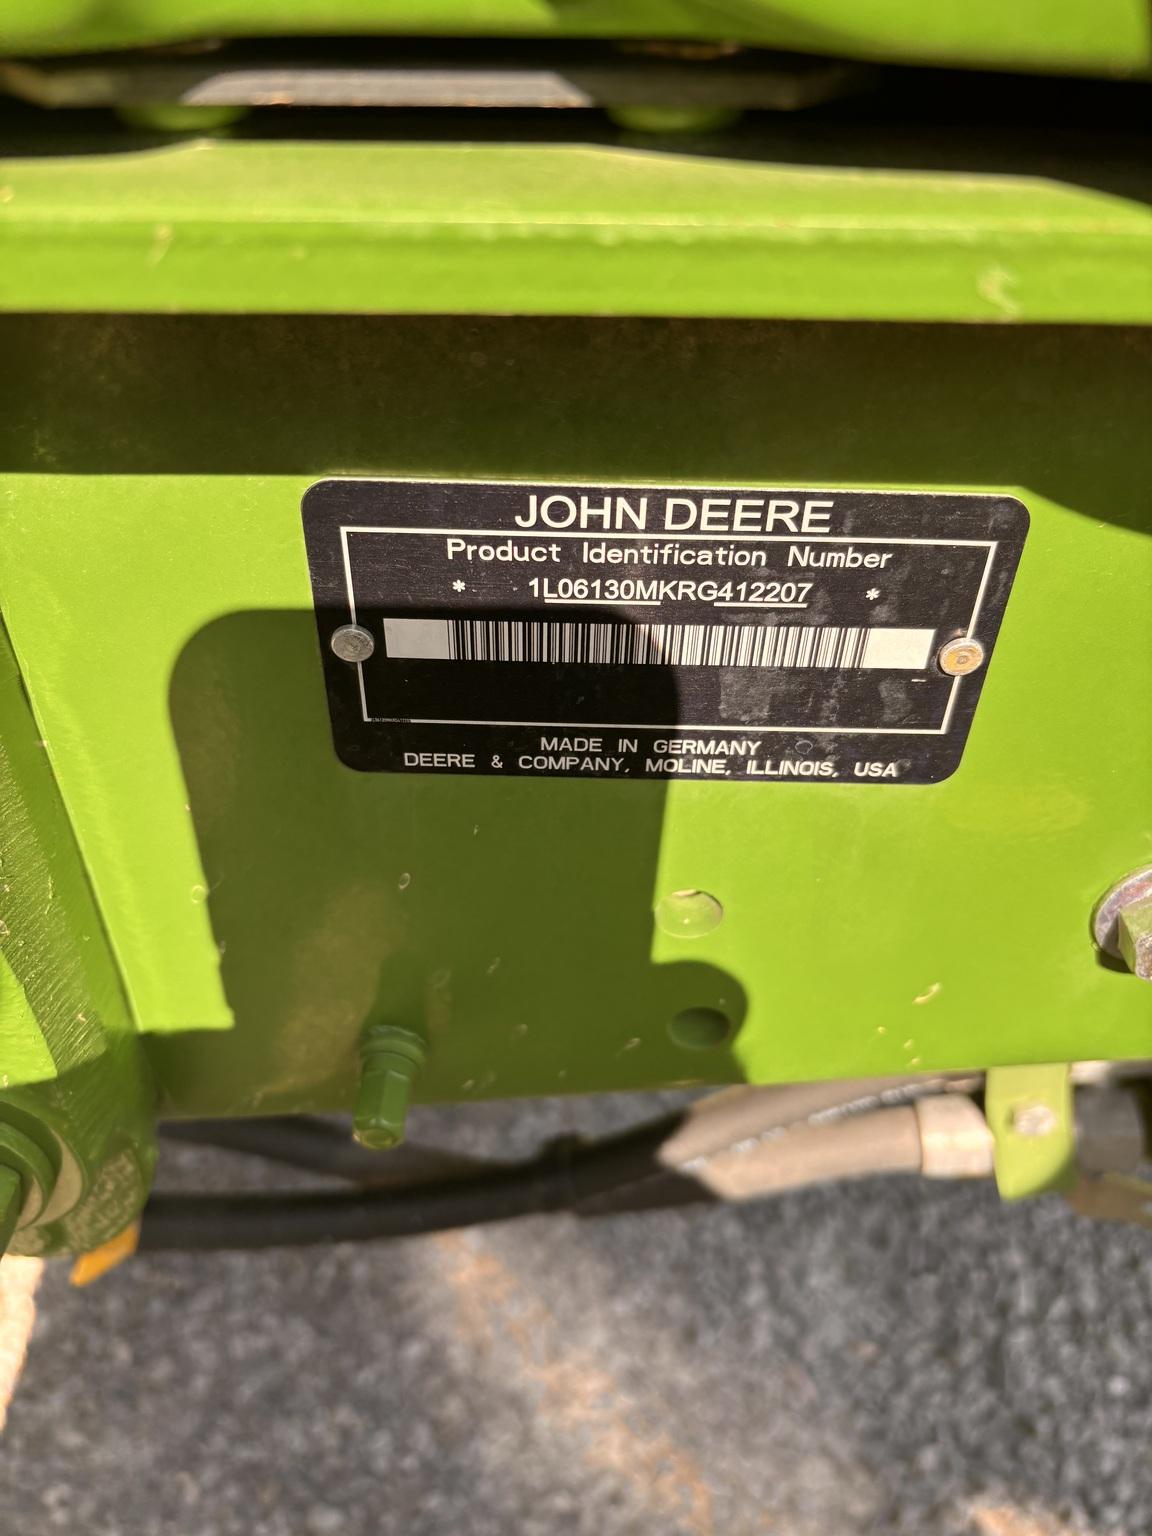 JOHN DEERE
Product Identification Number
* 1L06130MKRG412207 *
MADE IN GERMANY
DEERE & COMPANY, MOLINE, ILLINOIS, USA